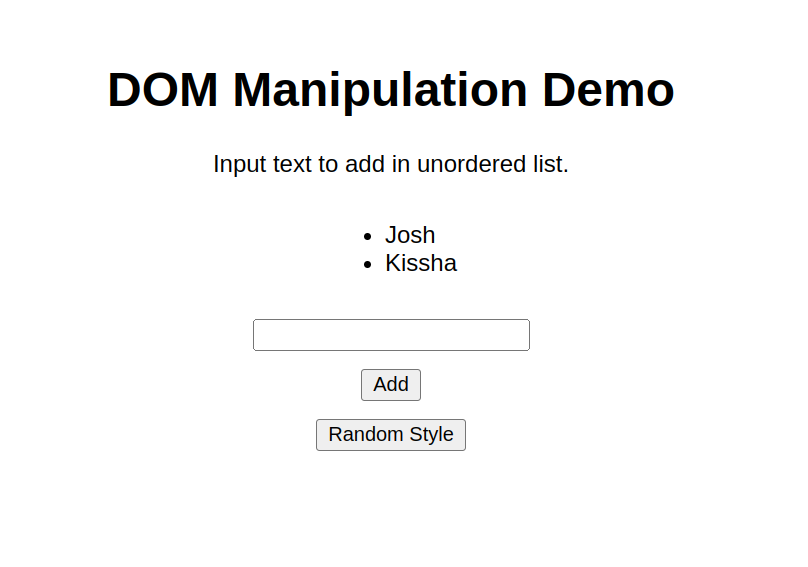 DOM Manipulation Demo
Input text to add in unordered list.
Josh
Kissha
Add
Random Style